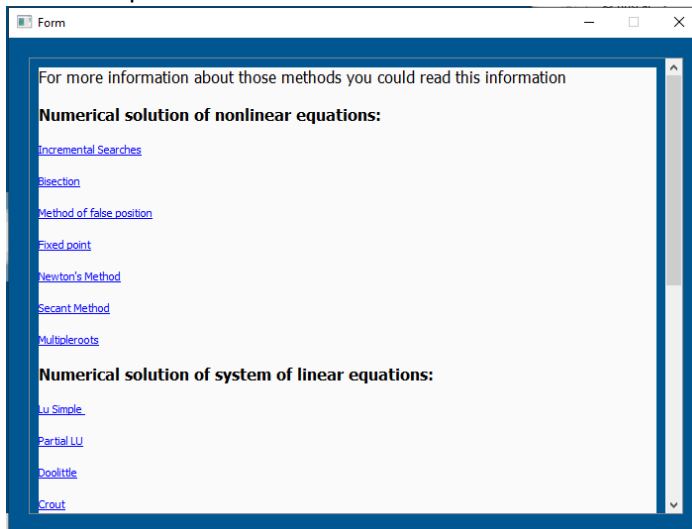 Form
For more information about those methods you could read this information
Numerical solution of nonlinear equations:
Incremental Searches
Bisection
Method of false position
Fixed point
Newton's Method
Secant Method
Multipleroots
Numerical solution of system of linear equations:
Lu Simple
Partial LU
Doolittle
Crout